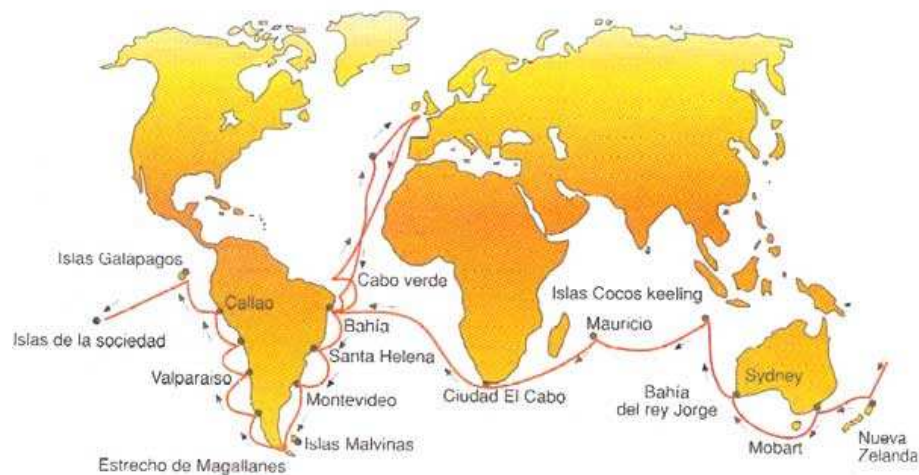 Islas Galápagos
Cabo verde
Islas Cocos keeling
Callao
Bahía
Mauricio
Islas de la sociedad
Santa Helena
Valparaiso
Sydney
Montevideo
Ciudad El Cabo
Bahía
del rey Jorge
Islas Malvinas
Mobart
Nueva
Zelanda
Estrecho de Magallanes